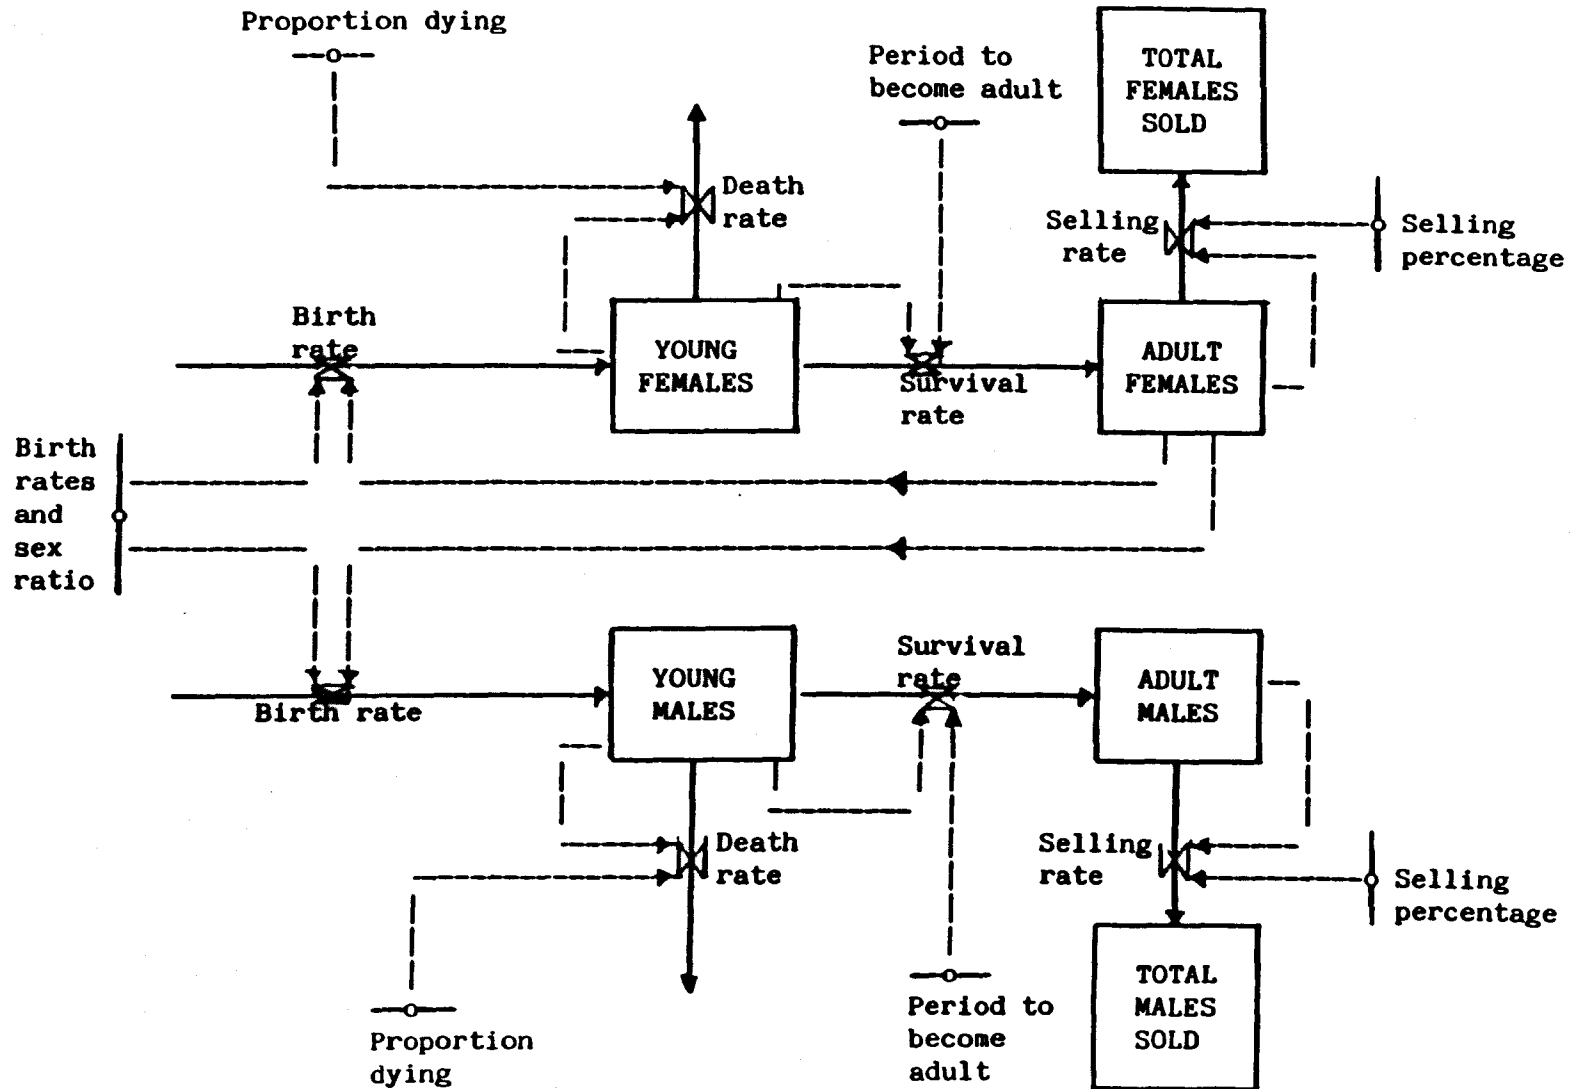 Proportion dying
Period to
become adult
TOTAL
FEMALES
SOLD
Death
rate
Selling
rate
Selling
percentage
Birth
rate
YOUNG
FEMALES
Survival
rate
ADULT
FEMALES
Birth
rates
and
sex
ratio
Birth rate
YOUNG
MALES
Survival
rate
ADULT
MALES
Death
rate
Selling
rate
Selling
percentage
Proportion
dying
Period to
become
adult
TOTAL
MALES
SOLD